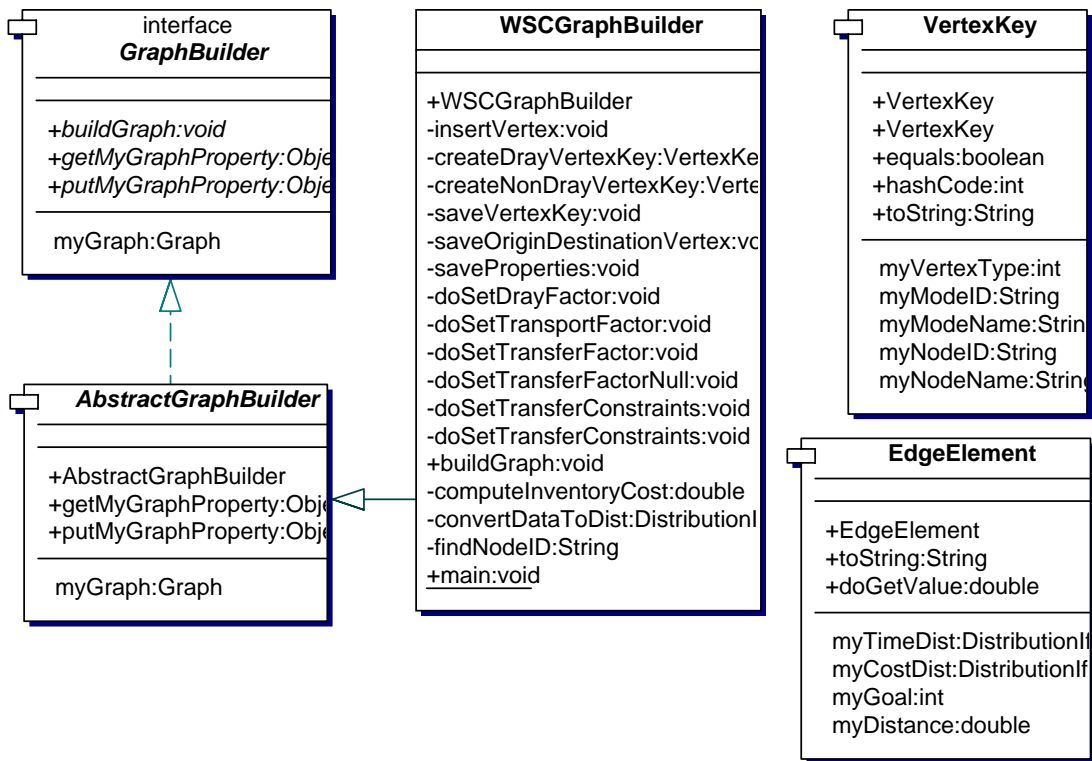 interface
GraphBuilder
+buildGraph:void
+getMyGraphProperty:Obje
+putMyGraphProperty:Obje
myGraph:Graph
AbstractGraphBuilder
+AbstractGraphBuilder
+getMyGraphProperty:Obje
+putMyGraphProperty:Obje
myGraph:Graph
WSCGraphBuilder
+WSCGraphBuilder
-insertVertex:void
-createDrayVertexKey:VertexKe
-createNonDrayVertexKey:Verte
-saveVertexKey:void
-saveOriginDestinationVertex:vo
-saveProperties:void
-doSetDrayFactor:void
-doSetTransportFactor:void
-doSetTransferFactor:void
-doSetTransferFactorNull:void
-doSetTransferConstraints:void
-doSetTransferConstraints:void
+buildGraph:void
-computeInventoryCost:double
-convertDataToDist:DistributionI
-findNodeID:String
+main:void
VertexKey
+VertexKey
+VertexKey
+equals:boolean
+hashCode:int
+toString:String
myVertexType:int
myModeID:String
myModeName:Strin
myNodeID:String
myNodeName:String
EdgeElement
+EdgeElement
+toString:String
+doGetValue:double
myTimeDist:DistributionIf
myCostDist:DistributionIf
myGoal:int
myDistance:double